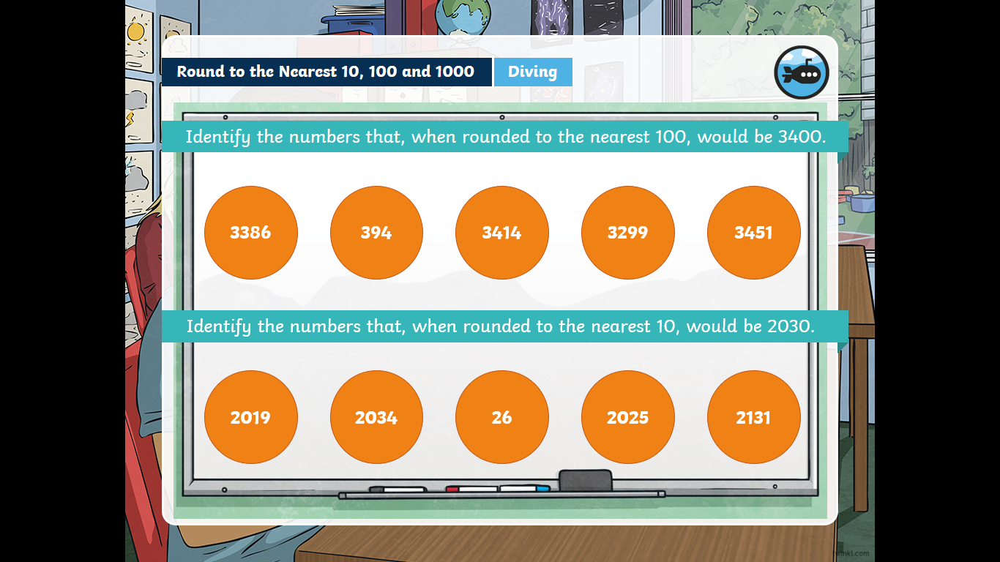 Round to the Nearest 10, 100 and 1000 Diving
Identify the numbers that, when rounded to the nearest 100, would be 3400.
3386 394 3414 3299 3451
Identify the numbers that, when rounded to the nearest 10, would be 2030.
2019 2034 26 2025 2131
twinkl.com